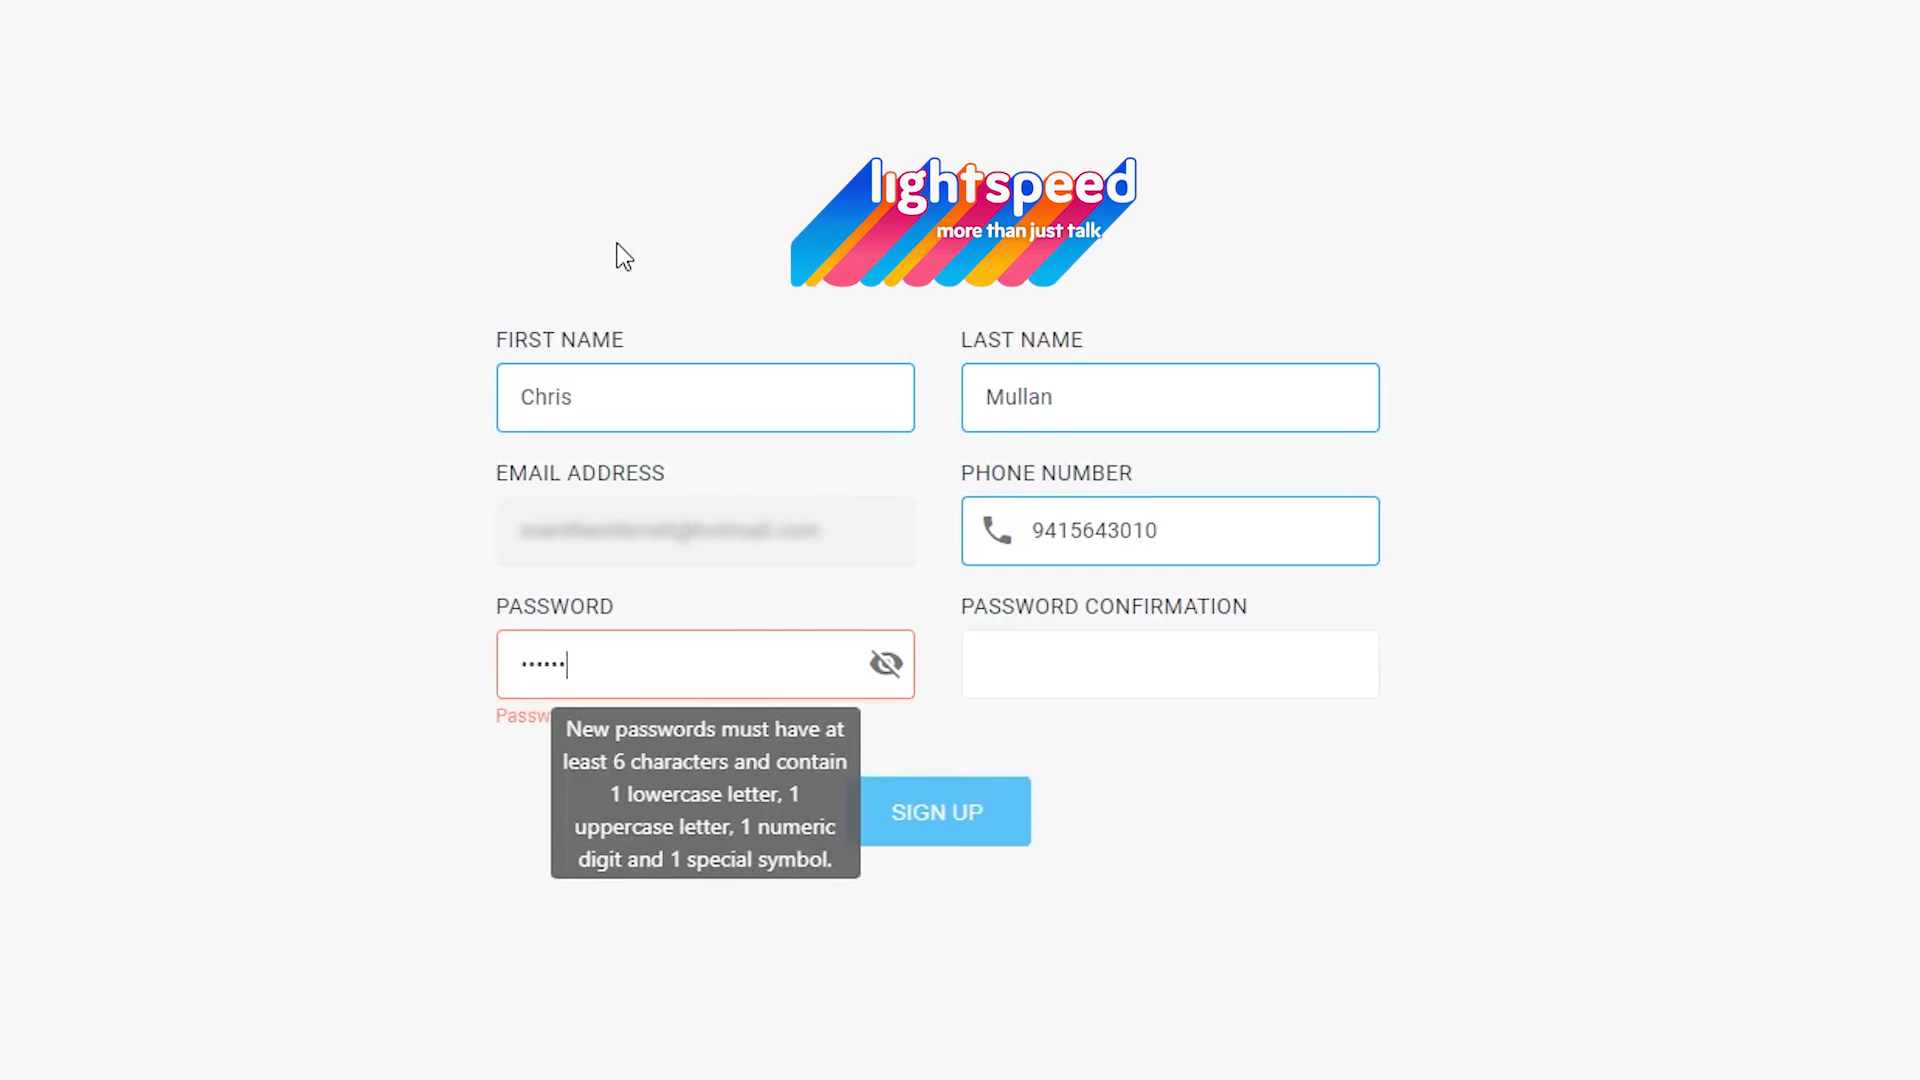 lightspeed
more than just talk
FIRST NAME
LAST NAME
Chris
Mullan
EMAIL ADDRESS
PHONE NUMBER
9415643010
PASSWORD
PASSWORD CONFIRMATION
••••••
New passwords must have at
least 6 characters and contain
1 lowercase letter, 1
uppercase letter, 1 numeric
digit and 1 special symbol.
SIGN UP